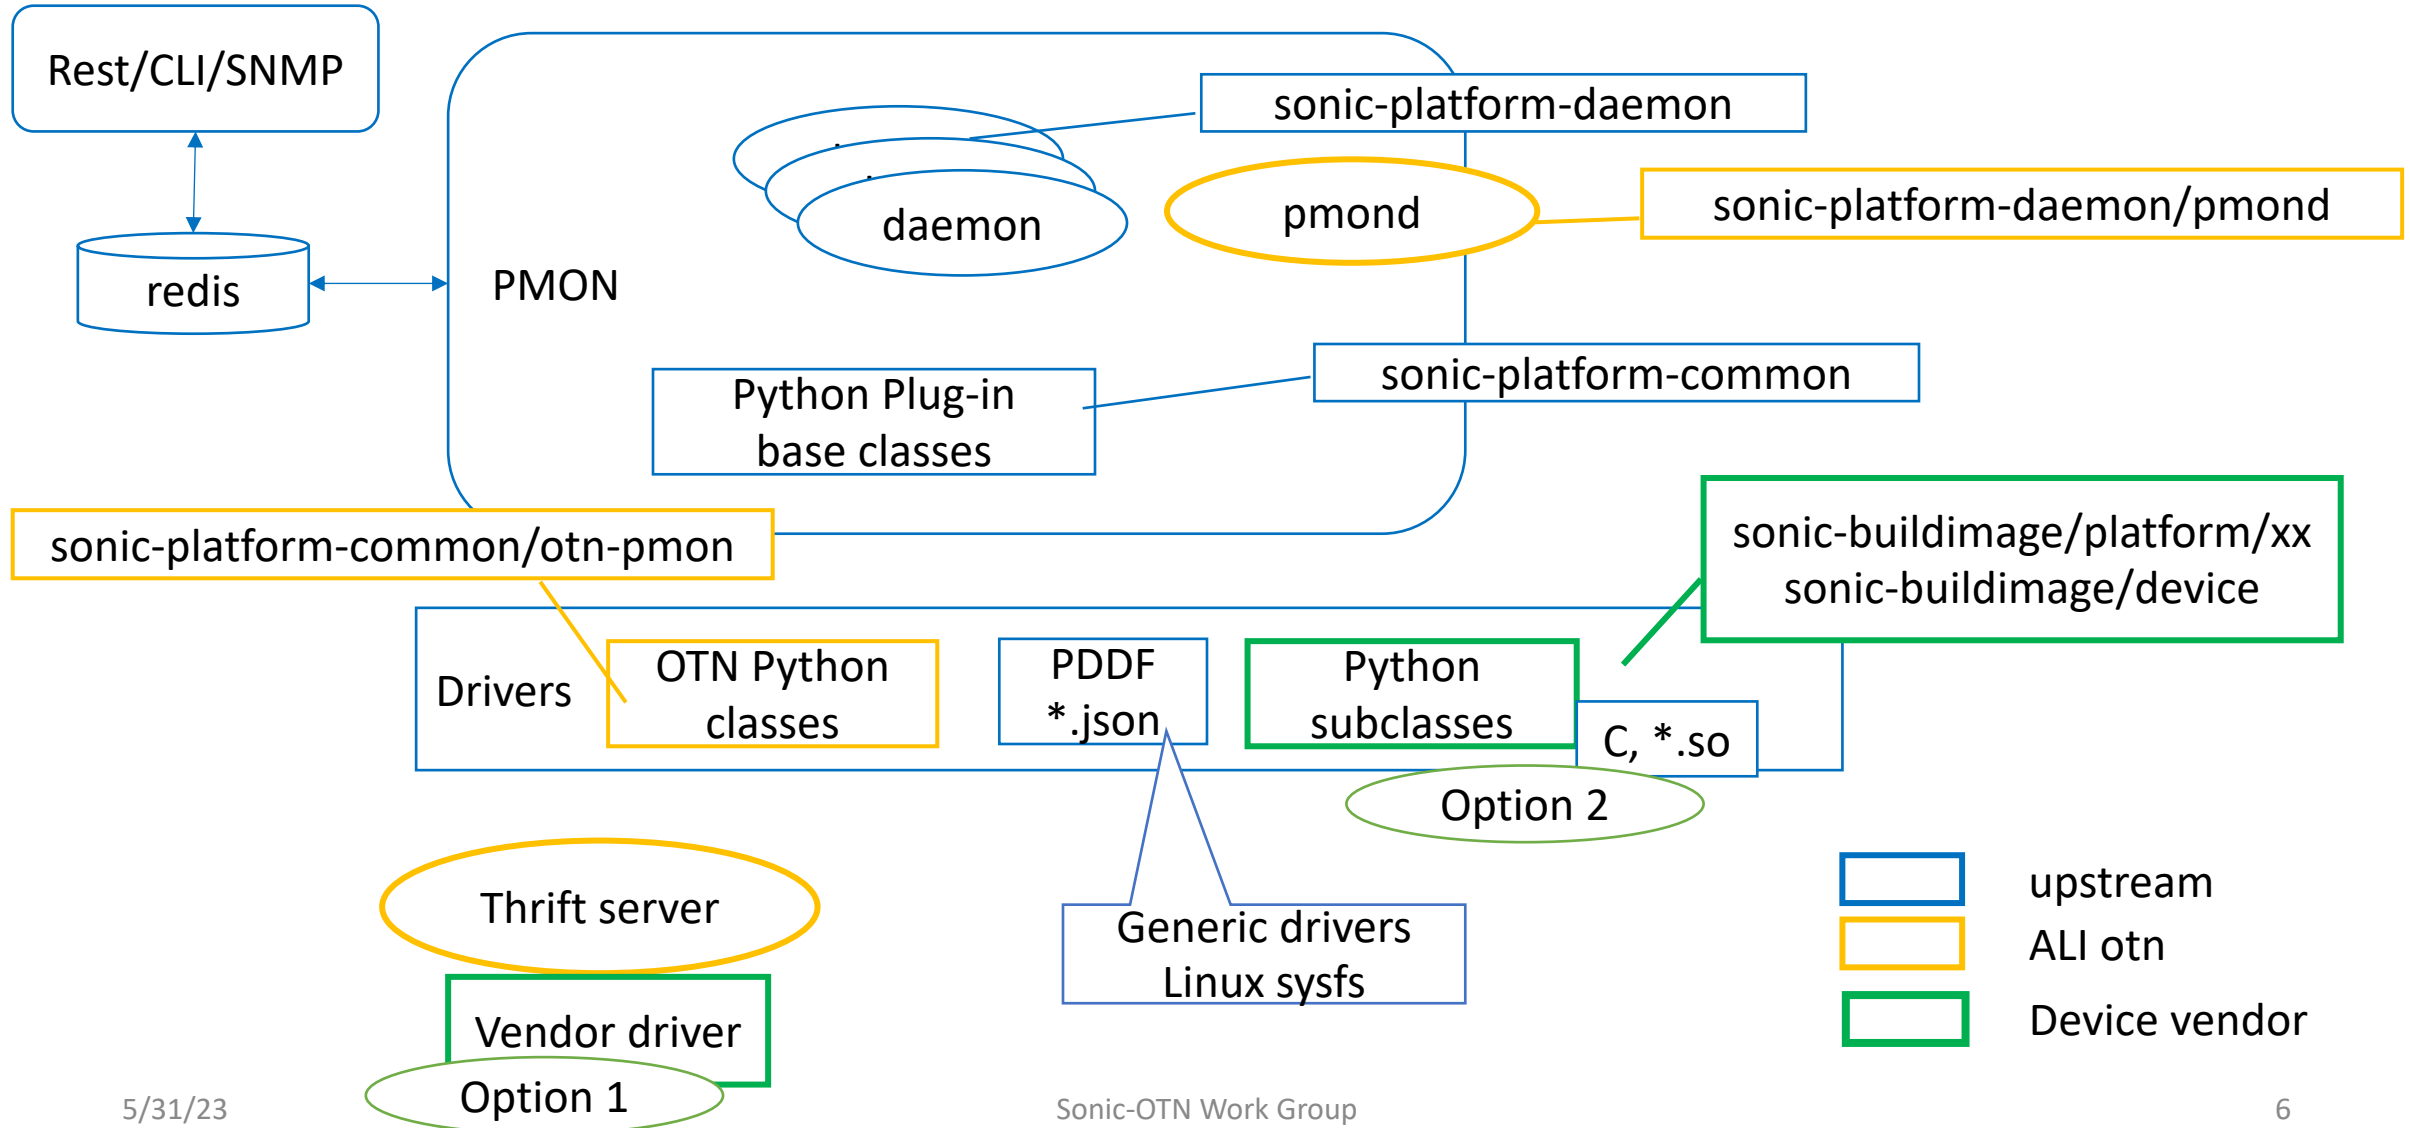 Rest/CLI/SNMP
sonic-platform-daemon
daemon
pmond
sonic-platform-daemon/pmond
redis
PMON
Python Plug-in
base classes
sonic-platform-common
sonic-platform-common/otn-pmon
sonic-buildimage/platform/xx
sonic-buildimage/device
Drivers
OTN Python
classes
PDDF
*.json
Python
subclasses
C, *.so
Option 2
Thrift server
Generic drivers
Linux sysfs
Vendor driver
Option 1
upstream
ALI otn
Device vendor
5/31/23
Sonic-OTN Work Group
6